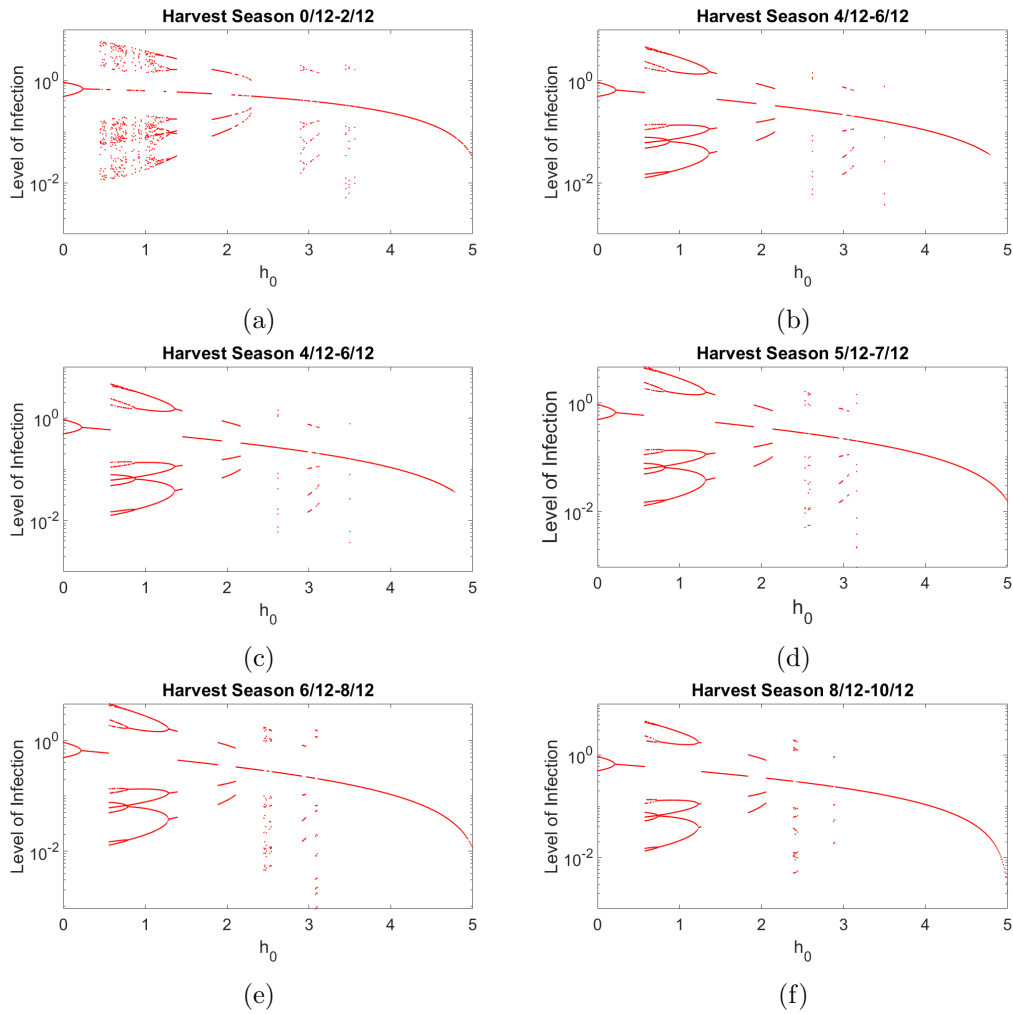 Harvest Season 0/12-2/12
Level of Infection
10^0
10^-2
0 1 2 3 4 5
h_0
(a)
Harvest Season 4/12-6/12
Level of Infection
10^0
10^-2
0 1 2 3 4 5
h_0
(b)
Harvest Season 4/12-6/12
Level of Infection
10^0
10^-2
0 1 2 3 4 5
h_0
(c)
Harvest Season 5/12-7/12
Level of Infection
10^0
10^-2
0 1 2 3 4 5
h_0
(d)
Harvest Season 6/12-8/12
Level of Infection
10^0
10^-2
0 1 2 3 4 5
h_0
(e)
Harvest Season 8/12-10/12
Level of Infection
10^0
10^-2
0 1 2 3 4 5
h_0
(f)